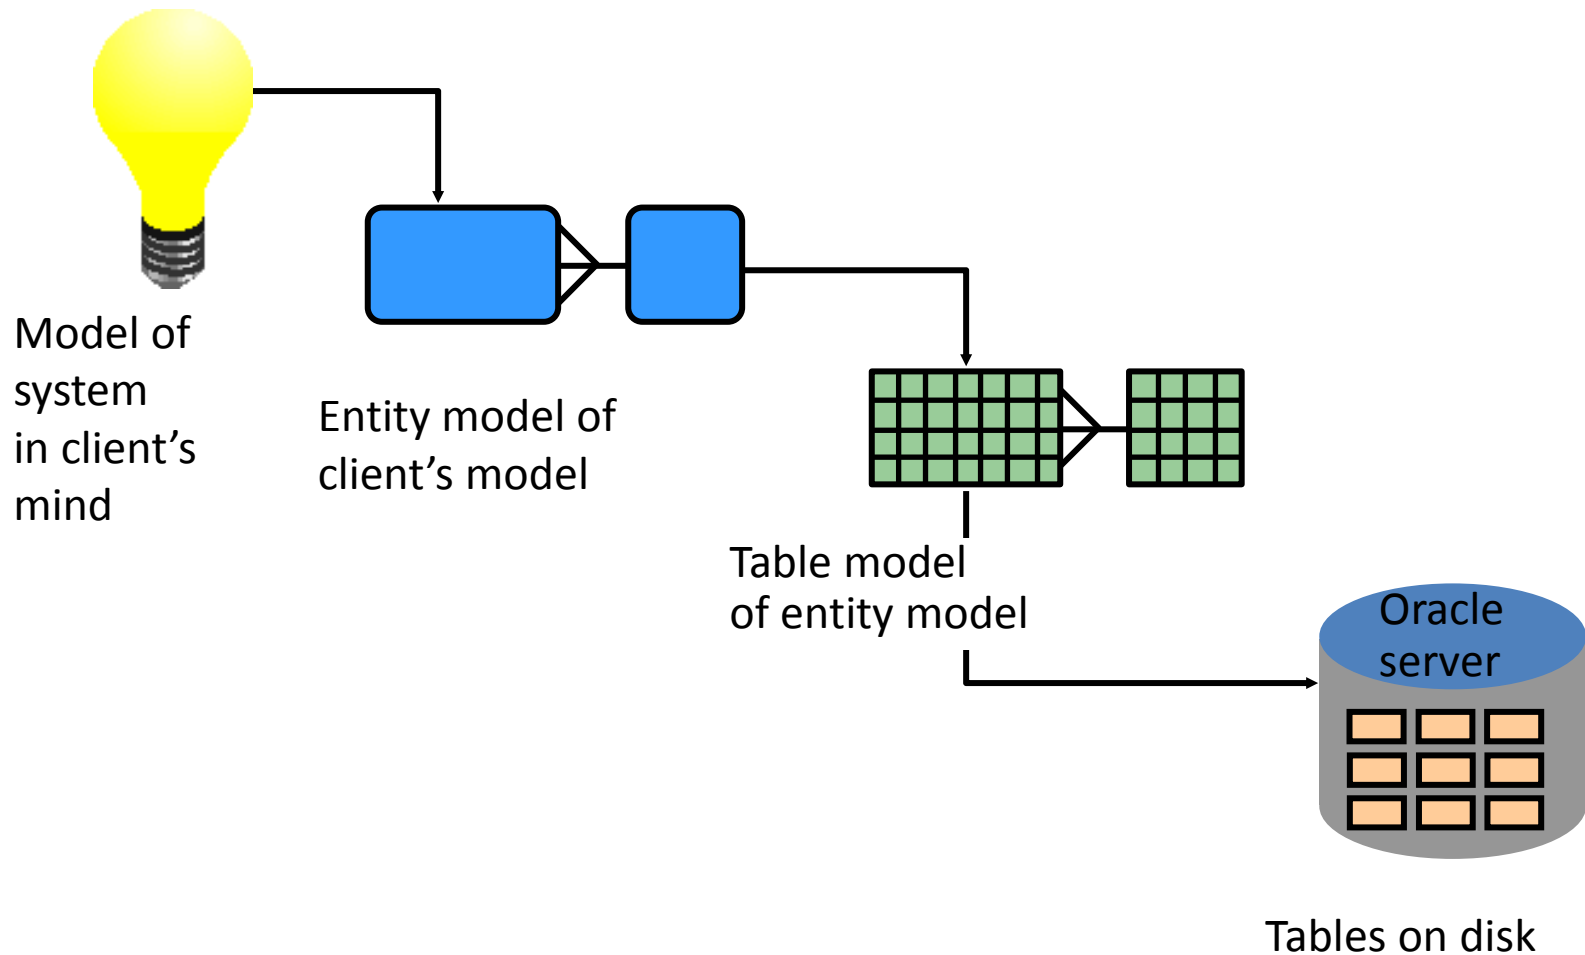 Model of
system
in client’s
mind
Entity model of
client’s model
Table model
of entity model
Oracle
server
Tables on disk